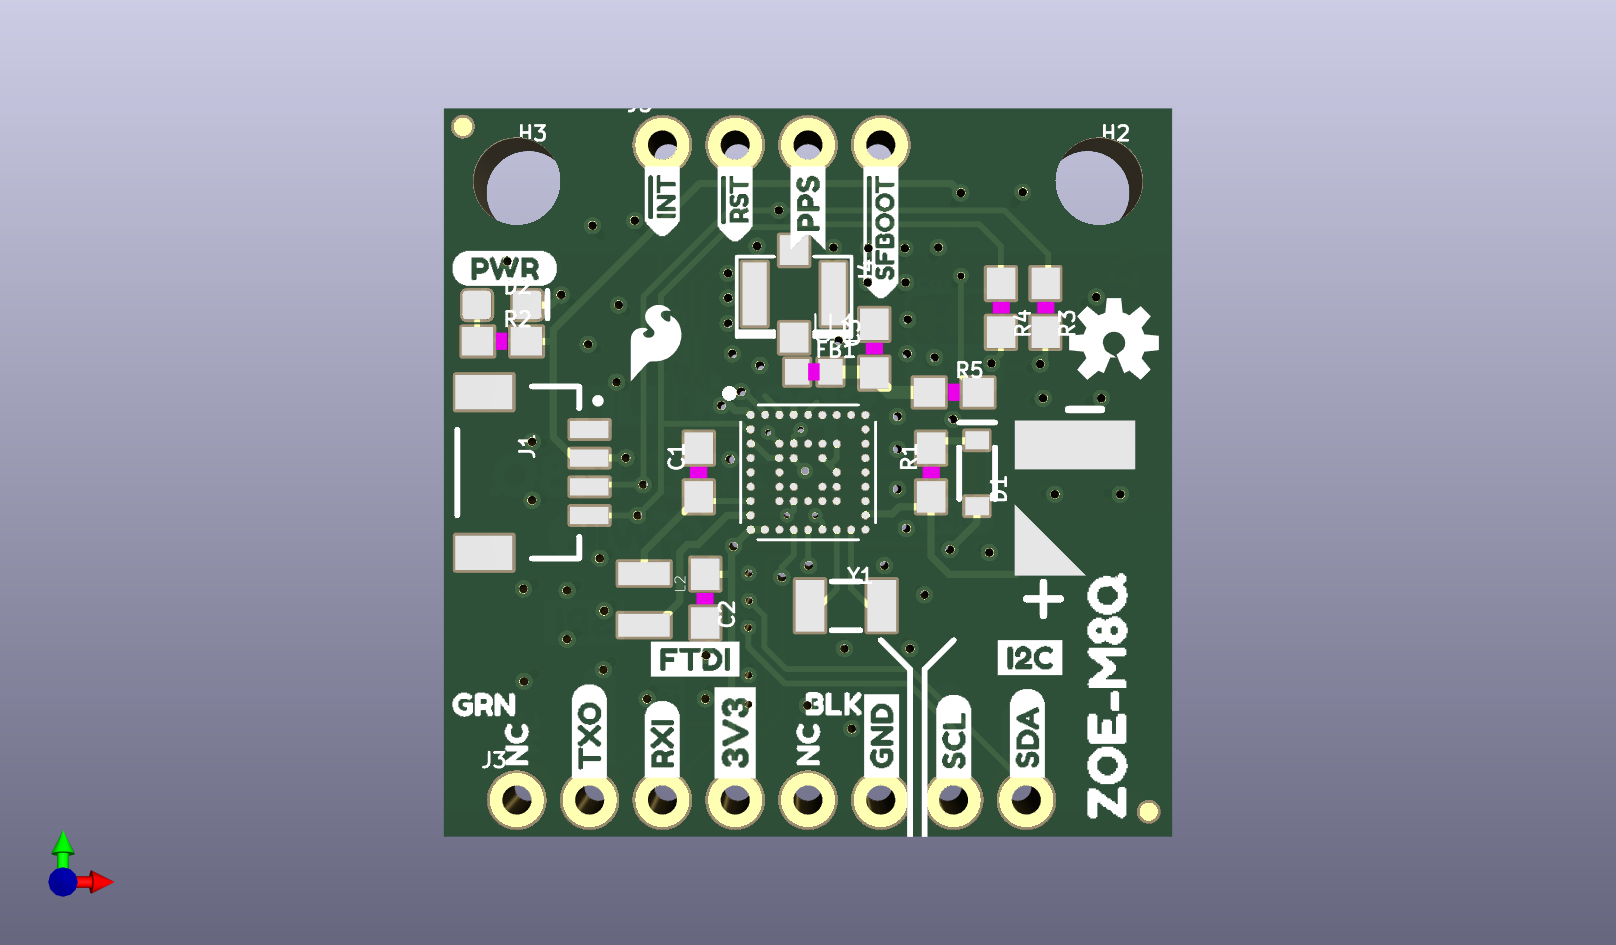 H3
H2
INT
RST
PPS
SFBOOT
PWR
D2
R2
R4
R3
FB1
R5
J1
C1
R1
D1
L2
C2
Y1
FTDI
I2C
ZOE-M8Q
GRN
BLK
NC
TXO
RXI
3V3
NC
GND
SCL
SDA
J3